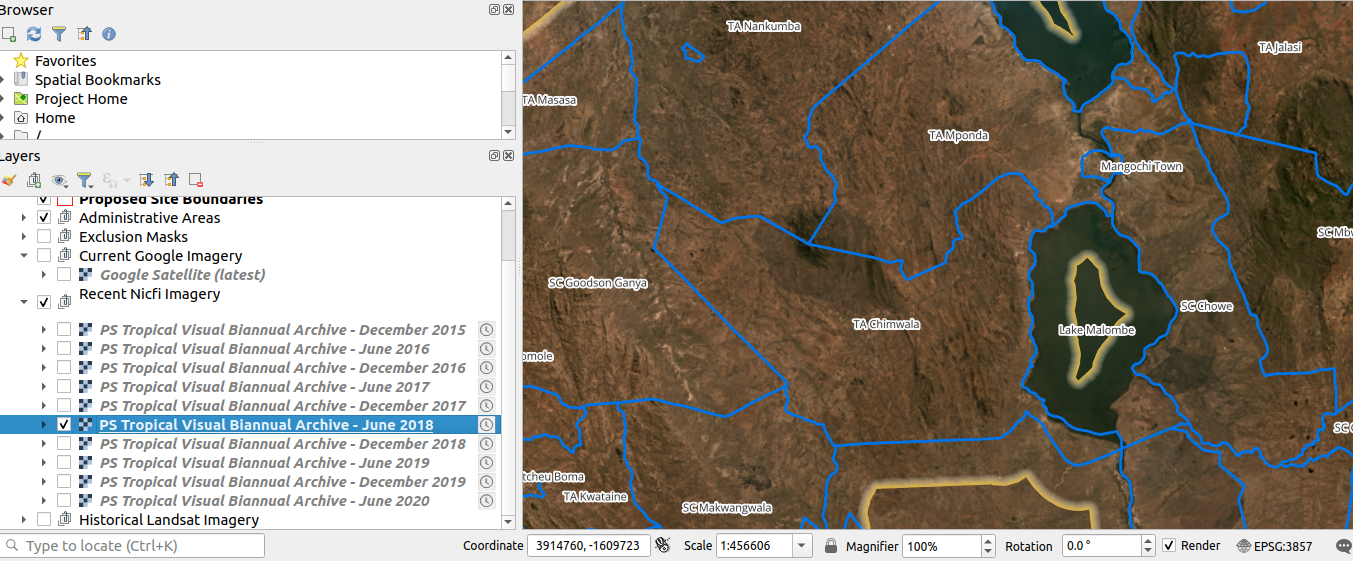 Browser
Favorites
Spatial Bookmarks
Project Home
Home
/
Layers
Proposed Site Boundaries
Administrative Areas
Exclusion Masks
Current Google Imagery
Google Satellite (latest)
Recent Nicfi Imagery
PS Tropical Visual Biannual Archive - December 2015
PS Tropical Visual Biannual Archive - June 2016
PS Tropical Visual Biannual Archive - December 2016
PS Tropical Visual Biannual Archive - June 2017
PS Tropical Visual Biannual Archive - December 2017
PS Tropical Visual Biannual Archive - June 2018
PS Tropical Visual Biannual Archive - December 2018
PS Tropical Visual Biannual Archive - June 2019
PS Tropical Visual Biannual Archive - December 2019
PS Tropical Visual Biannual Archive - June 2020
Historical Landsat Imagery
TA Nankumba
TA Jalasi
TA Masasa
TA Mponda
Mangochi Town
SC Mbw
SC Goodson Ganya
SC Chowe
TA Chimwala
Lake Malombe
omole
SC
tcheu Boma
TA Kwataine
SC Makwangwala
Type to locate (Ctrl+K)
Coordinate 3914760, -1609723
Scale 1:456606
Magnifier 100%
Rotation 0.0 °
Render
EPSG:3857